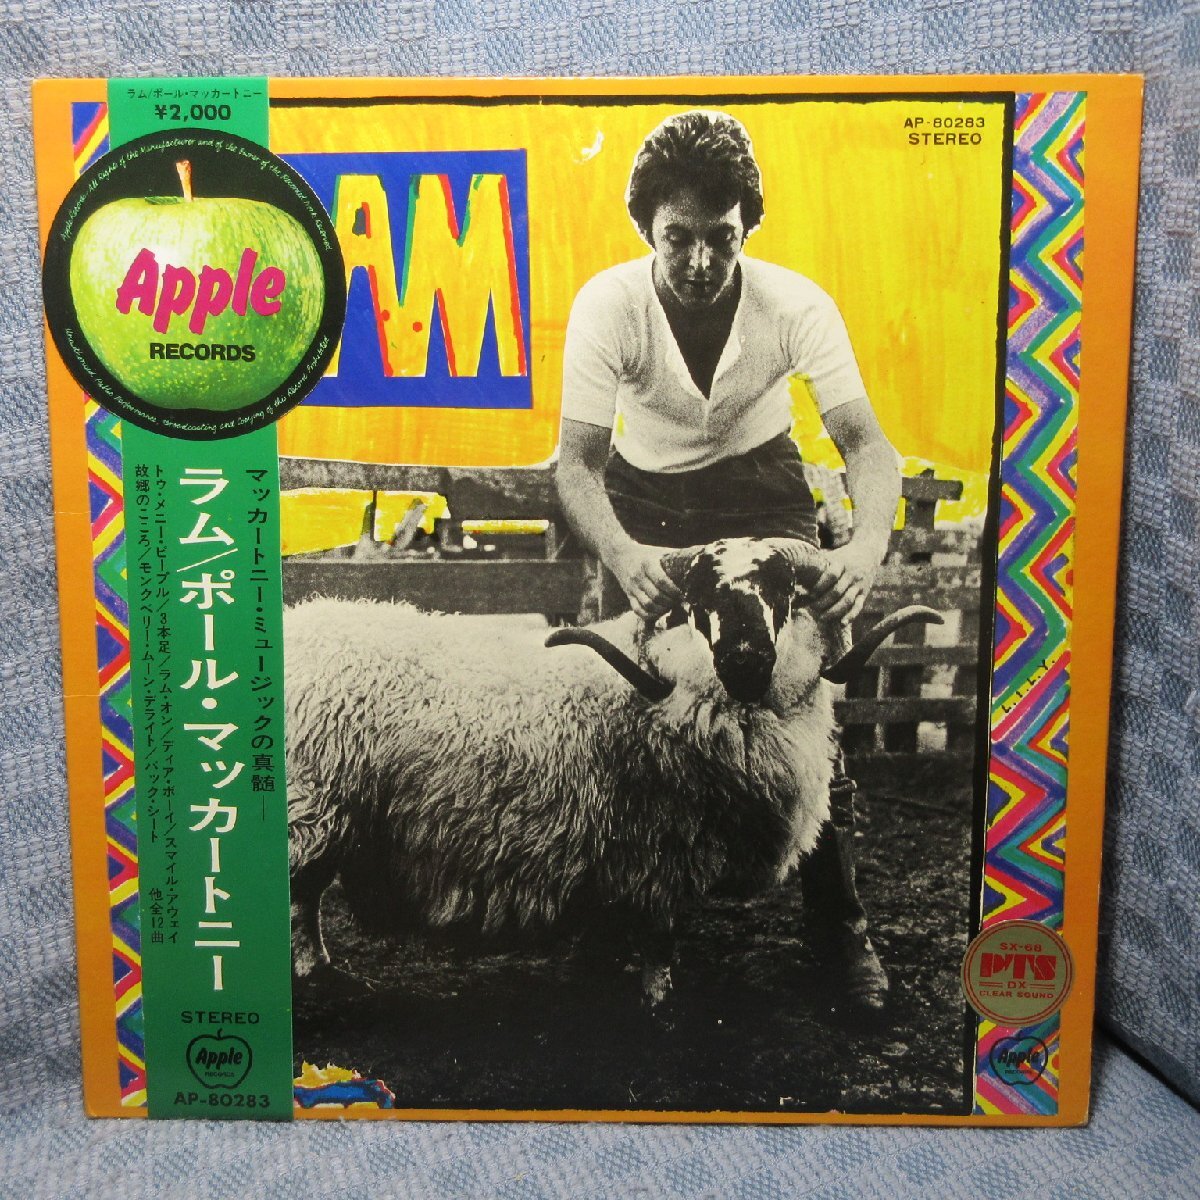 ラム/ポール・マッカートニー
¥2,000
Apple
RECORDS
AM
AP-80283
STEREO
マッカートニー・ミュージックの真髄—
ラム/ポール・マッカートニー
トゥ・メニー・ピープル/3本足/ラム・オン/ディア・ボーイ/スマイル・アウェイ
故郷のこころ/モンクベリー・ムーン・デライト/バック・シート 他全12曲
STEREO
Apple
RECORDS
AP-80283
L.I.L.Y.
SX-68
PTS
DX
CLEAR SOUND
Apple
RECORDS